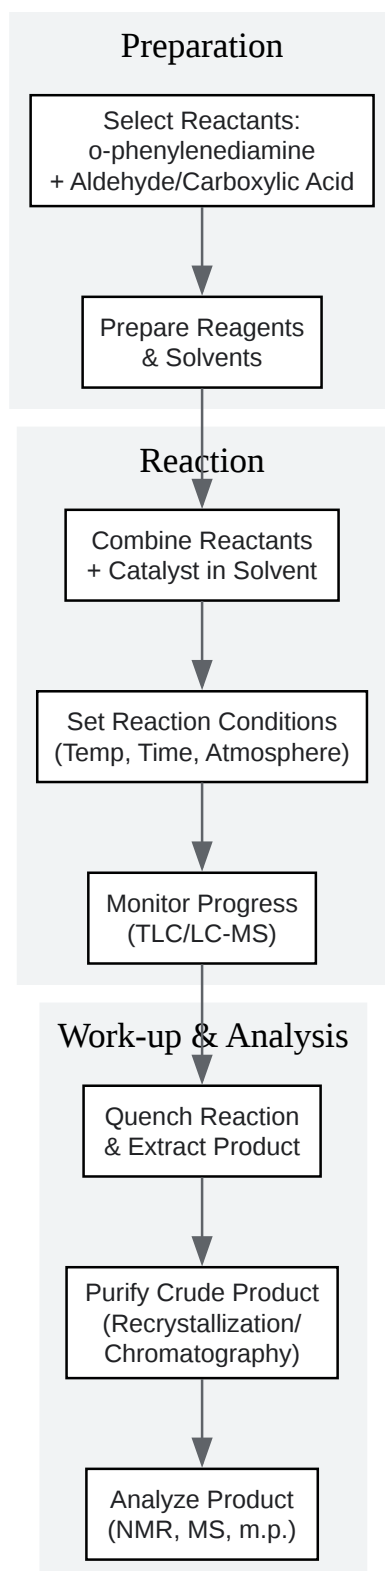 Preparation
Select Reactants:
o-phenylenediamine
+ Aldehyde/Carboxylic Acid
Prepare Reagents
& Solvents
Reaction
Combine Reactants
+ Catalyst in Solvent
Set Reaction Conditions
(Temp, Time, Atmosphere)
Monitor Progress
(TLC/LC-MS)
Work-up & Analysis
Quench Reaction
& Extract Product
Purify Crude Product
(Recrystallization/
Chromatography)
Analyze Product
(NMR, MS, m.p.)